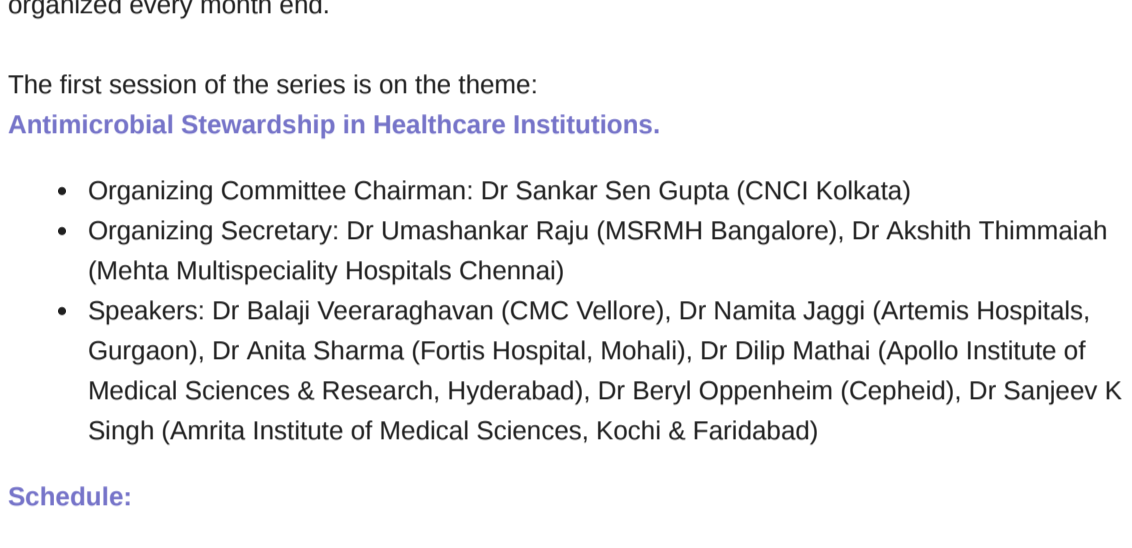 organized every month end.
The first session of the series is on the theme:
Antimicrobial Stewardship in Healthcare Institutions.
• Organizing Committee Chairman: Dr Sankar Sen Gupta (CNCI Kolkata)
• Organizing Secretary: Dr Umashankar Raju (MSRMH Bangalore), Dr Akshith Thimmaiah
(Mehta Multispeciality Hospitals Chennai)
• Speakers: Dr Balaji Veeraraghavan (CMC Vellore), Dr Namita Jaggi (Artemis Hospitals,
Gurgaon), Dr Anita Sharma (Fortis Hospital, Mohali), Dr Dilip Mathai (Apollo Institute of
Medical Sciences & Research, Hyderabad), Dr Beryl Oppenheim (Cepheid), Dr Sanjeev K
Singh (Amrita Institute of Medical Sciences, Kochi & Faridabad)
Schedule: